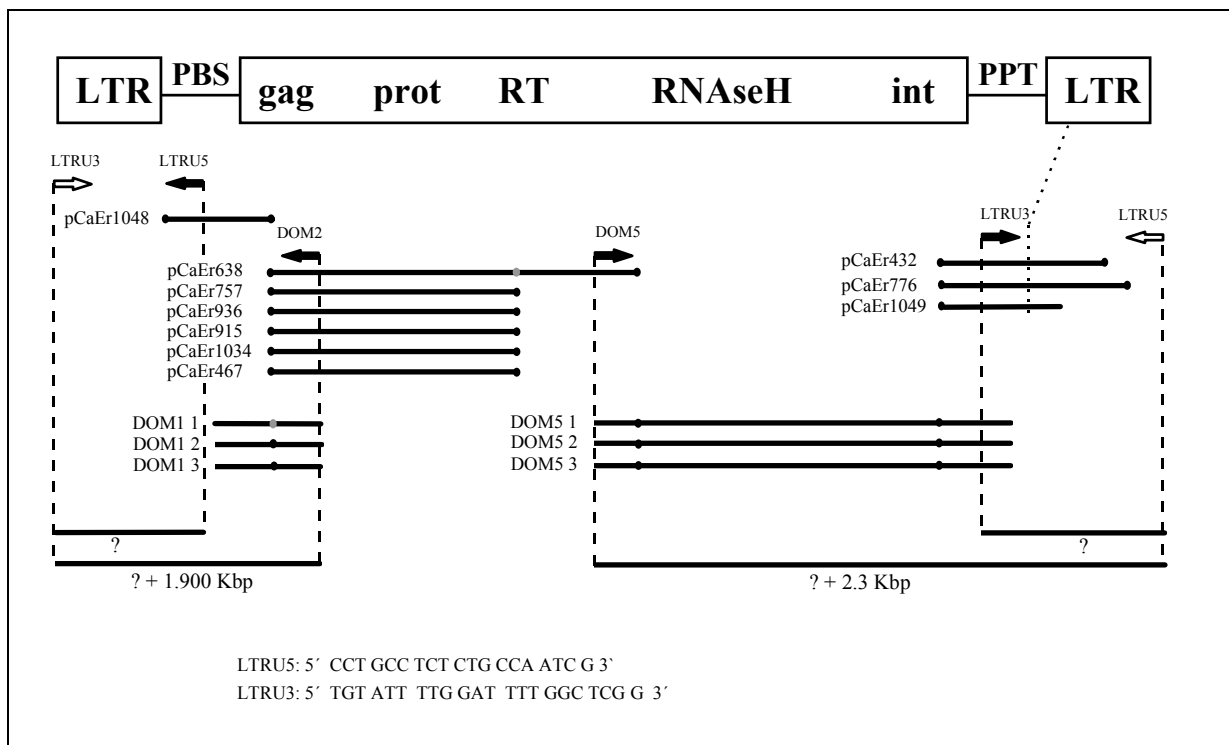 LTR PBS gag prot RT RNAseH int PPT LTR
LTRU3 LTRU5
pCaEr1048
LTRU3 LTRU5
DOM2 DOM5
pCaEr638
pCaEr757
pCaEr936
pCaEr915
pCaEr1034
pCaEr467
pCaEr432
pCaEr776
pCaEr1049
DOM1 1
DOM1 2
DOM1 3
DOM5 1
DOM5 2
DOM5 3
? ?
? + 1.900 Kbp ? + 2.3 Kbp
LTRU5: 5´ CCT GCC TCT CTG CCA ATC G 3`
LTRU3: 5´ TGT ATT TTG GAT TTT GGC TCG G 3´